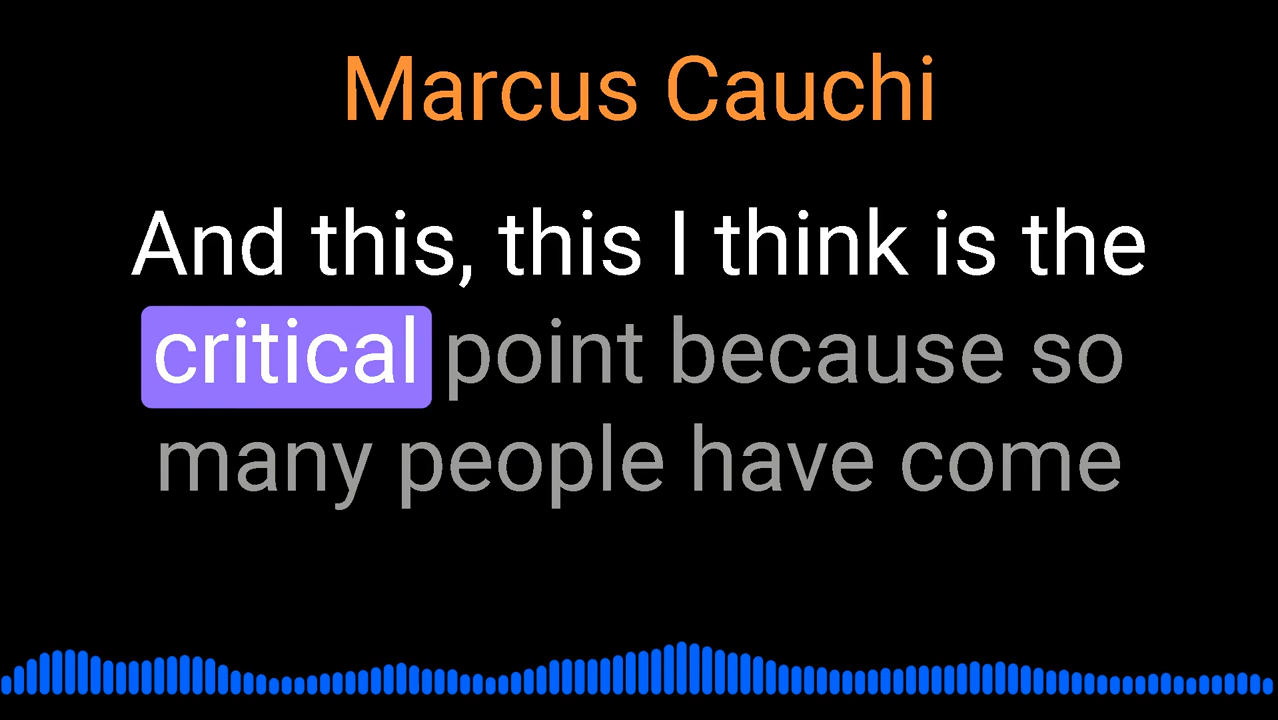 Marcus Cauchi
And this, this I think is the
critical point because so
many people have come